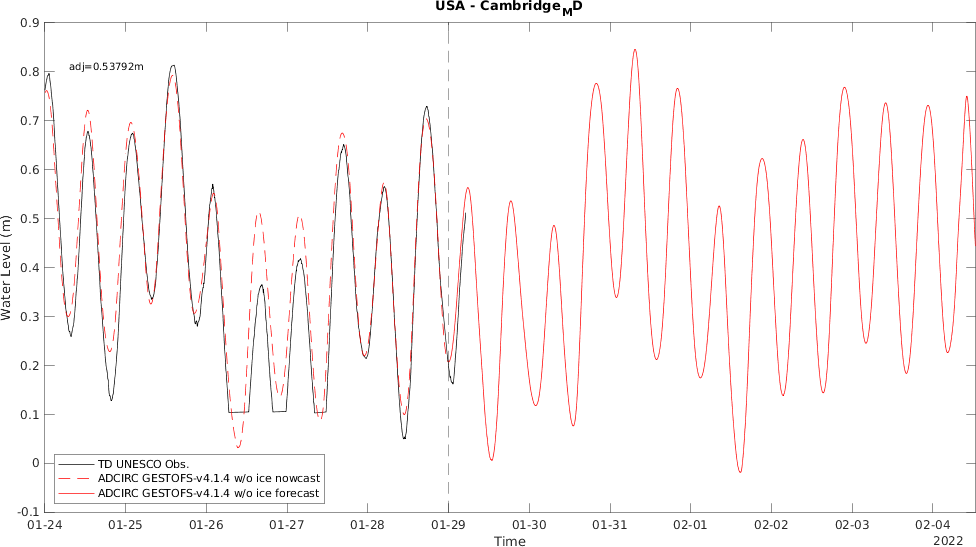 USA - Cambridge_MD
adj=0.53792m
Water Level (m)
0.9
0.8
0.7
0.6
0.5
0.4
0.3
0.2
0.1
0
-0.1
TD UNESCO Obs.
ADCIRC GESTOFS-v4.1.4 w/o ice nowcast
ADCIRC GESTOFS-v4.1.4 w/o ice forecast
01-24 01-25 01-26 01-27 01-28 01-29 01-30 01-31 02-01 02-02 02-03 02-04
Time
2022